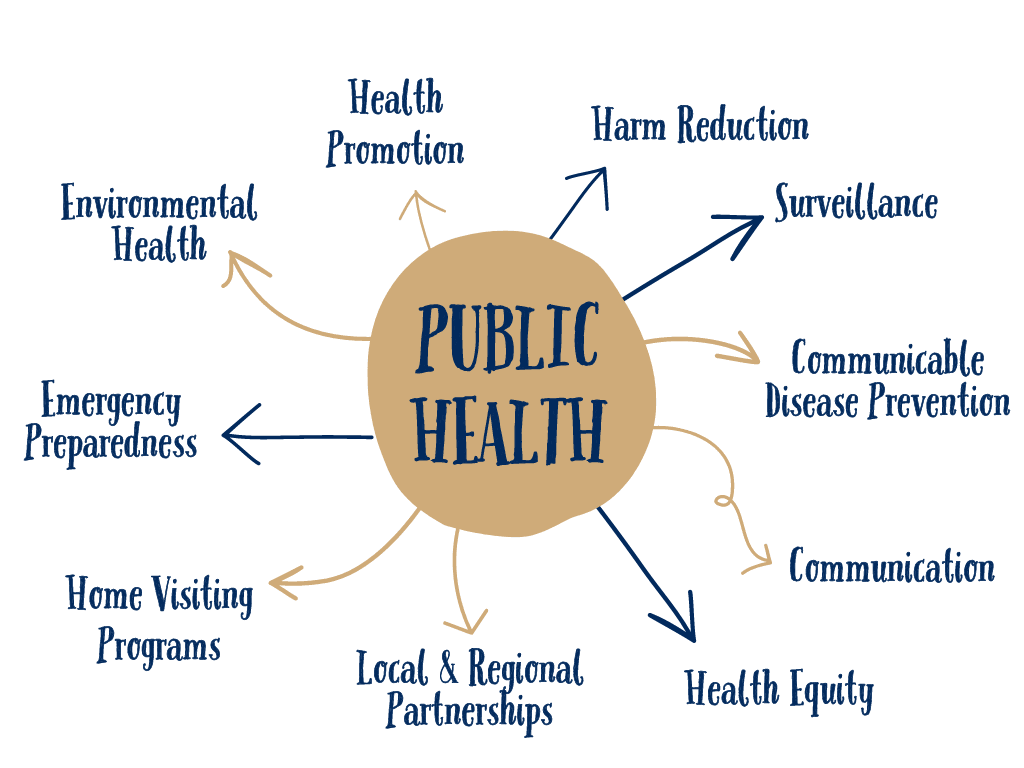 Health
Promotion
Harm Reduction
Environmental
Health
Surveillance
PUBLIC
HEALTH
Communicable
Disease Prevention
Emergency
Preparedness
Communication
Home Visiting
Programs
Local & Regional
Partnerships
Health Equity